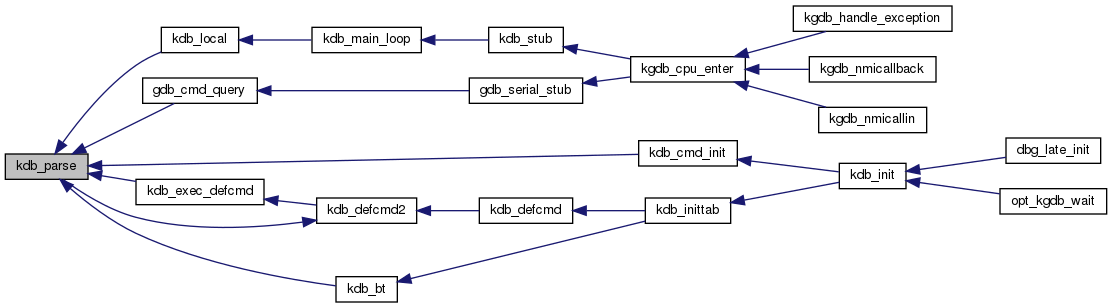 kgdb_handle_exception
kdb_local
kdb_main_loop
kdb_stub
kgdb_cpu_enter
kgdb_nmicallback
gdb_cmd_query
gdb_serial_stub
kgdb_nmicallin
kdb_parse
kdb_cmd_init
dbg_late_init
kdb_exec_defcmd
kdb_init
kdb_defcmd2
kdb_defcmd
kdb_inittab
opt_kgdb_wait
kdb_bt